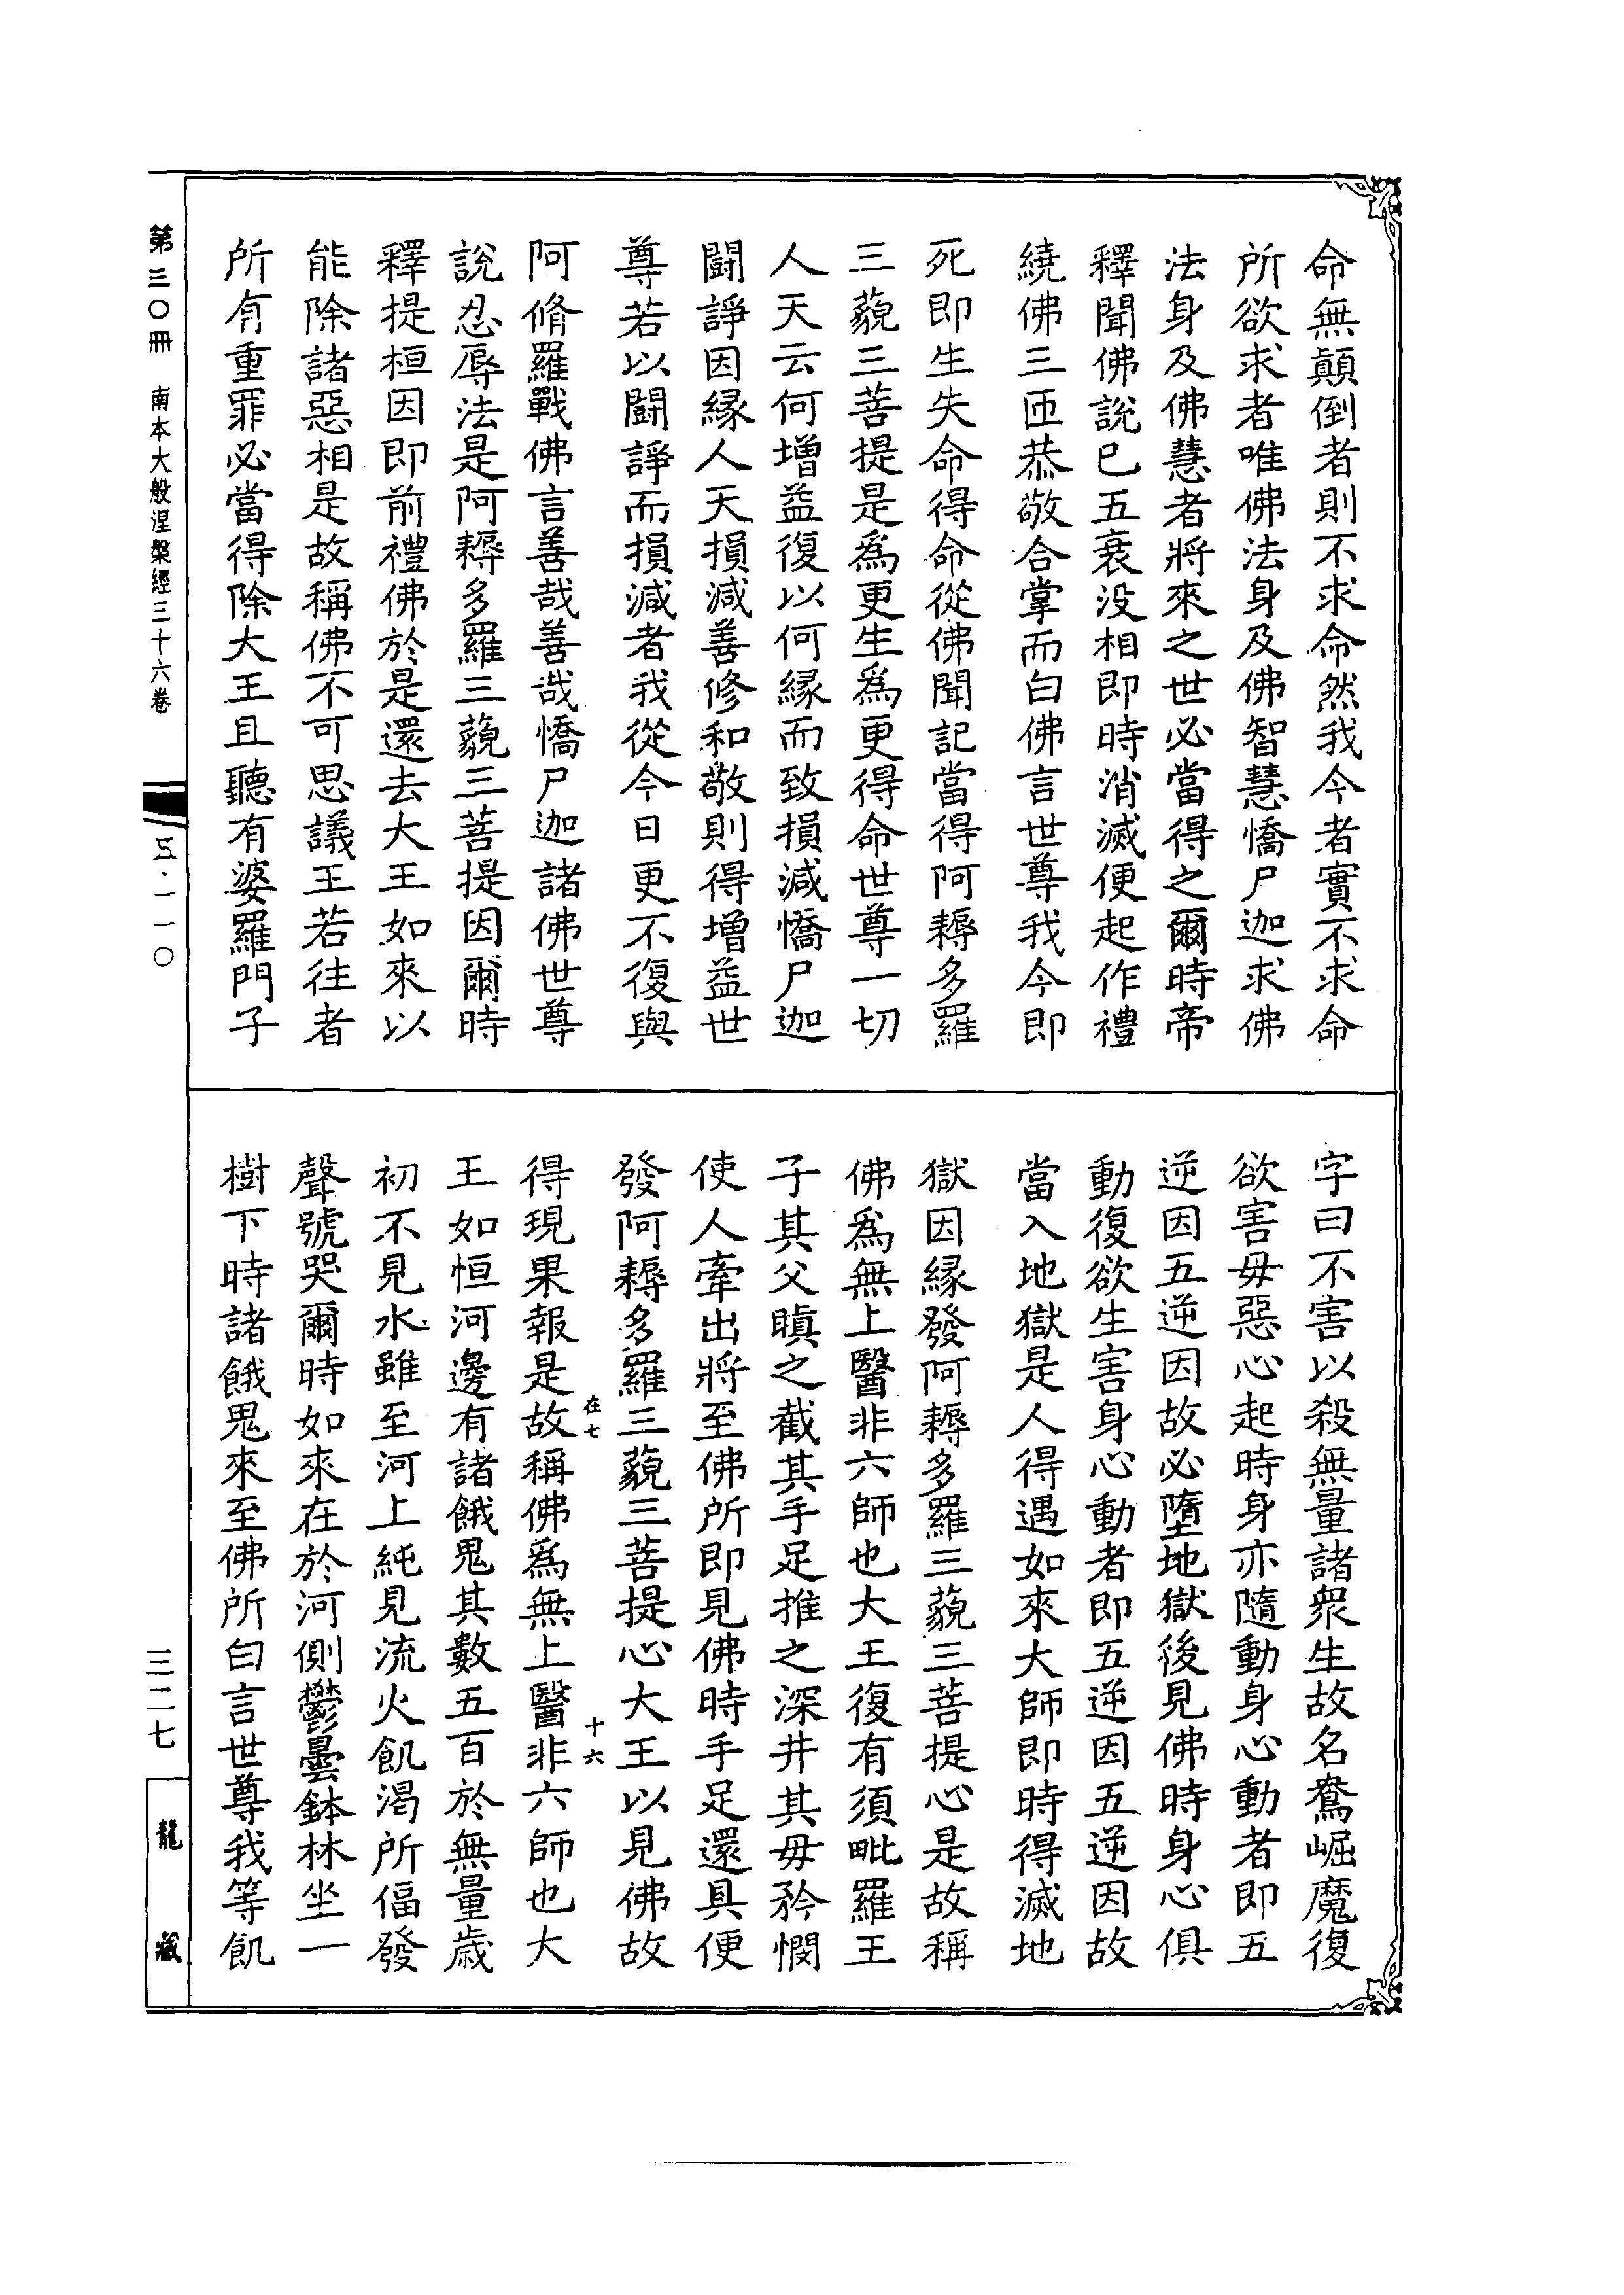 命無顛倒者則不求命然我今者實不求命
所欲求者唯佛法身及佛智慧憍尸迦求佛
法身及佛慧者將來之世必當得之爾時帝
釋聞佛說已五衰没相即時消滅便起作禮
繞佛三匝恭敬合掌而白佛言世尊我今即
死即生失命得命從佛聞記當得阿耨多羅
三藐三菩提是爲更生爲更得命世尊一切
人天云何增益復以何緣而致損減憍尸迦
鬪諍因緣人天損減善修和敬則得增益世
尊若以鬪諍而損減者我從今日更不復與
阿脩羅戰佛言善哉善哉憍尸迦諸佛世尊
說忍辱法是阿耨多羅三藐三菩提因爾時
釋提桓因即前禮佛於是還去大王如來以
能除諸惡相是故稱佛不可思議王若往者
所有重罪必當得除大王且聽有婆羅門子
字曰不害以殺無量諸衆生故名鴦崛魔復
欲害毋惡心起時身亦隨動身心動者即五
逆因五逆因故必墮地獄後見佛時身心俱
動復欲生害身心動者即五逆因五逆因故
當入地獄是人得遇如來大師即時得滅地
獄因緣發阿耨多羅三藐三菩提心是故稱
佛爲無上醫非六師也大王復有須毗羅王
子其父瞋之截其手足推之深井其毋矜憫
使人牽出將至佛所即見佛時手足還具便
發阿耨多羅三藐三菩提心大王以見佛故
在七 十六
得現果報是故稱佛爲無上醫非六師也大
王如恒河邊有諸餓鬼其數五百於無量歲
初不見水雖至河上純見流火飢渴所偪發
聲號哭爾時如來在於河側鬱曇鉢林坐一
樹下時諸餓鬼來至佛所白言世尊我等飢
第三〇冊 南本大般涅槃經三十六卷
五·一一〇
三二七
龍藏